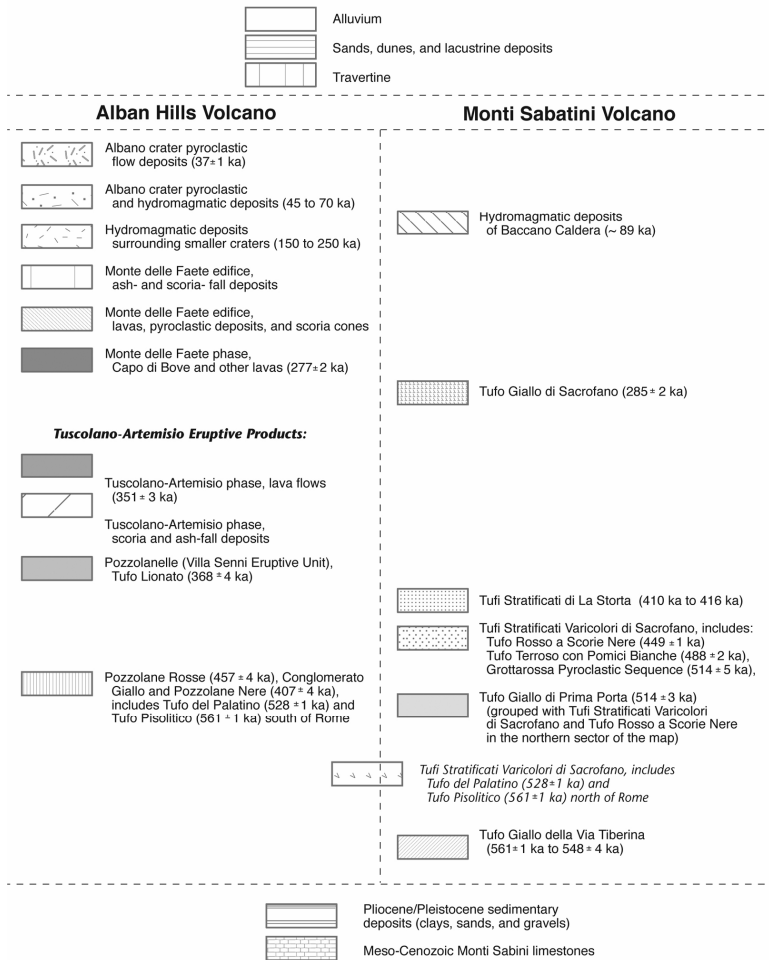 Alluvium
Sands, dunes, and lacustrine deposits
Travertine
Alban Hills Volcano
Albano crater pyroclastic
flow deposits (37±1 ka)
Albano crater pyroclastic
and hydromagmatic deposits (45 to 70 ka)
Hydromagmatic deposits
surrounding smaller craters (150 to 250 ka)
Monte delle Faete edifice,
ash- and scoria- fall deposits
Monte delle Faete edifice,
lavas, pyroclastic deposits, and scoria cones
Monte delle Faete phase,
Capo di Bove and other lavas (277±2 ka)
Tuscolano-Artemisio Eruptive Products:
Tuscolano-Artemisio phase, lava flows
(351±3 ka)
Tuscolano-Artemisio phase,
scoria and ash-fall deposits
Pozzolanelle (Villa Senni Eruptive Unit),
Tufo Lionato (368 ±4 ka)
Pozzolane Rosse (457±4 ka), Conglomerato
Giallo and Pozzolane Nere (407±4 ka),
includes Tufo del Palatino (528 ±1 ka) and
Tufo Pisolitico (561 ±1 ka) south of Rome
Monti Sabatini Volcano
Hydromagmatic deposits
of Baccano Caldera (~ 89 ka)
Tufo Giallo di Sacrofano (285±2 ka)
Tufi Stratificati di La Storta (410 ka to 416 ka)
Tufi Stratificati Varicolori di Sacrofano, includes:
Tufo Rosso a Scorie Nere (449 ±1 ka)
Tufo Terroso con Pomici Bianche (488 ±2 ka),
Grottarossa Pyroclastic Sequence (514 ±5 ka),
Tufo Giallo di Prima Porta (514 ±3 ka)
(grouped with Tufi Stratificati Varicolori
di Sacrofano and Tufo Rosso a Scorie Nere
in the northern sector of the map)
Tufi Stratificati Varicolori di Sacrofano, includes
Tufo del Palatino (528±1 ka) and
Tufo Pisolitico (561±1 ka) north of Rome
Tufo Giallo della Via Tiberina
(561±1 ka to 548±4 ka)
Pliocene/Pleistocene sedimentary
deposits (clays, sands, and gravels)
Meso-Cenozoic Monti Sabini limestones